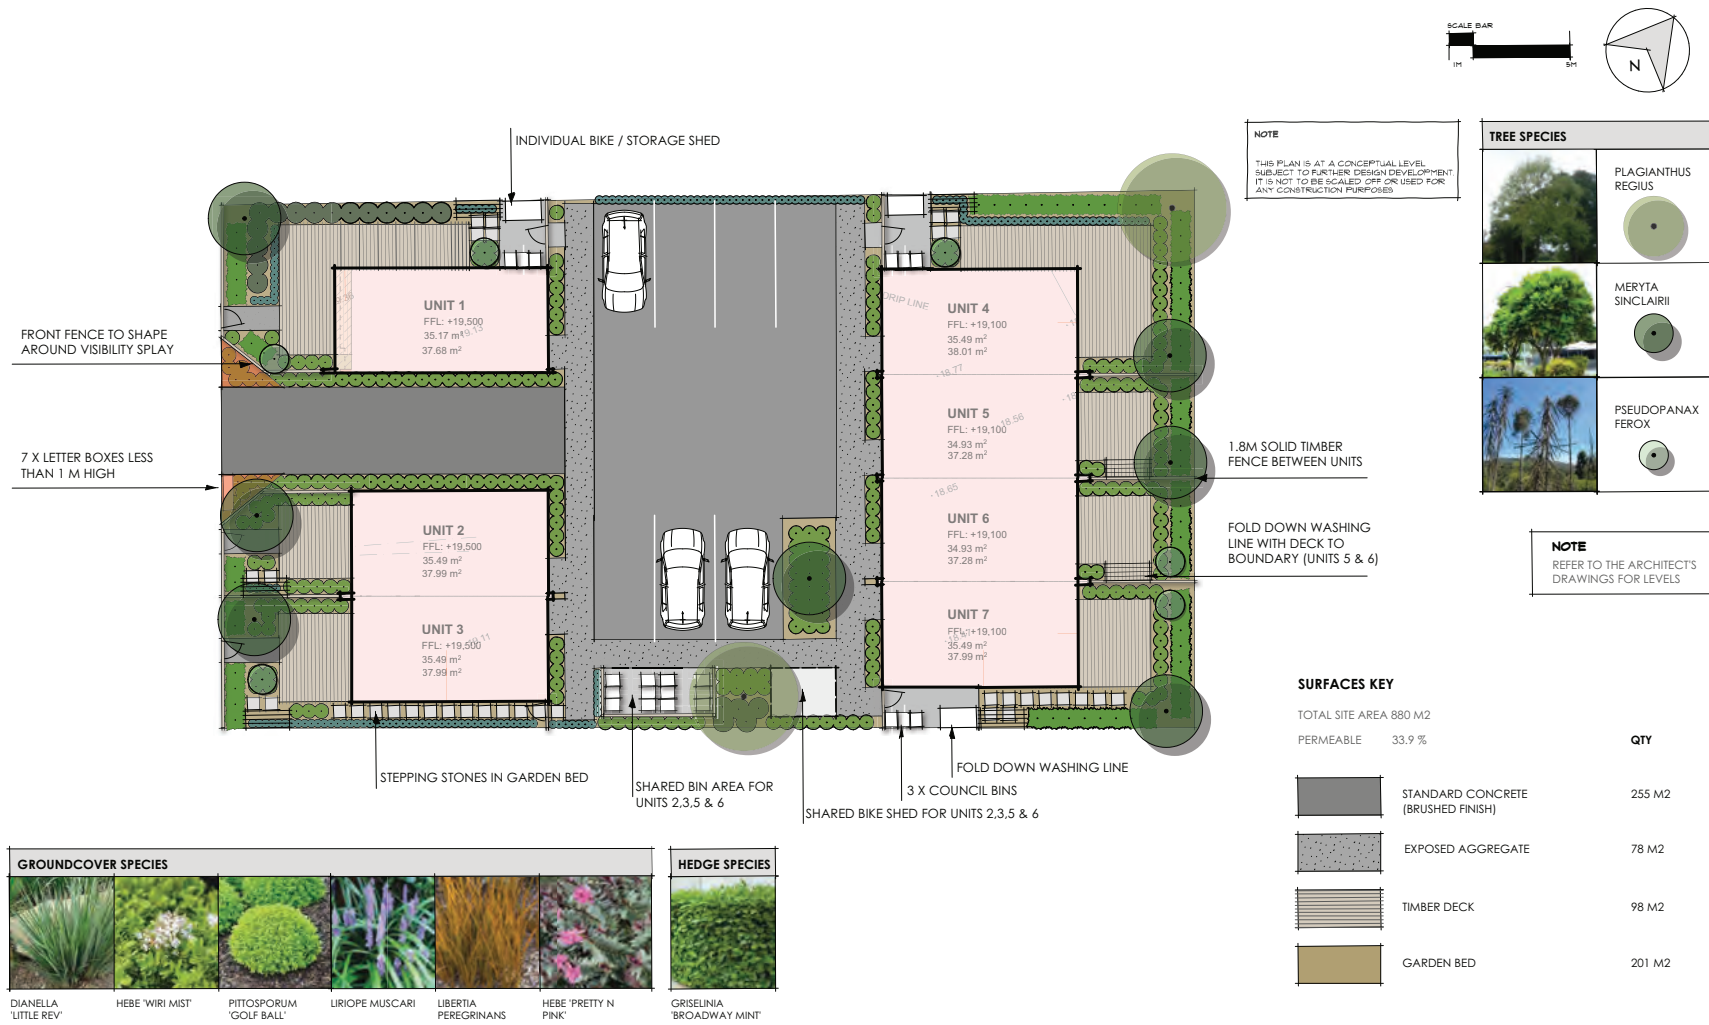 SCALE BAR
1M
5M
N
NOTE
THIS PLAN IS AT A CONCEPTUAL LEVEL
SUBJECT TO FURTHER DESIGN DEVELOPMENT.
IT IS NOT TO BE SCALED OFF OR USED FOR
ANY CONSTRUCTION PURPOSES
TREE SPECIES
PLAGIANTHUS
REGIUS
MERYTA
SINCLAIRII
PSEUDOPANAX
FEROX
NOTE
REFER TO THE ARCHITECT'S
DRAWINGS FOR LEVELS
INDIVIDUAL BIKE / STORAGE SHED
FRONT FENCE TO SHAPE
AROUND VISIBILITY SPLAY
7 X LETTER BOXES LESS
THAN 1 M HIGH
UNIT 1
FFL: +19,500
35.17 m²
19.13
37.68 m²
UNIT 2
FFL: +19,500
35.49 m²
37.99 m²
UNIT 3
FFL: +19,500
35.49 m²
37.99 m²
DRIP LINE
UNIT 4
FFL: +19,100
35.49 m²
38.01 m²
18.77
UNIT 5
FFL: +19,100
18.56
34.93 m²
37.28 m²
18.65
UNIT 6
FFL: +19,100
34.93 m²
37.28 m²
UNIT 7
FFL: +19,100
35.49 m²
37.99 m²
1.8M SOLID TIMBER
FENCE BETWEEN UNITS
FOLD DOWN WASHING
LINE WITH DECK TO
BOUNDARY (UNITS 5 & 6)
STEPPING STONES IN GARDEN BED
SHARED BIN AREA FOR
UNITS 2,3,5 & 6
FOLD DOWN WASHING LINE
3 X COUNCIL BINS
SHARED BIKE SHED FOR UNITS 2,3,5 & 6
SURFACES KEY
TOTAL SITE AREA 880 M2
PERMEABLE 33.9 %
QTY
STANDARD CONCRETE
(BRUSHED FINISH)
255 M2
EXPOSED AGGREGATE
78 M2
TIMBER DECK
98 M2
GARDEN BED
201 M2
GROUNDCOVER SPECIES
DIANELLA
'LITTLE REV'
HEBE 'WIRI MIST'
PITTOSPORUM
'GOLF BALL'
LIRIOPE MUSCARI
LIBERTIA
PEREGRINANS
HEBE 'PRETTY N
PINK'
HEDGE SPECIES
GRISELINIA
'BROADWAY MINT'